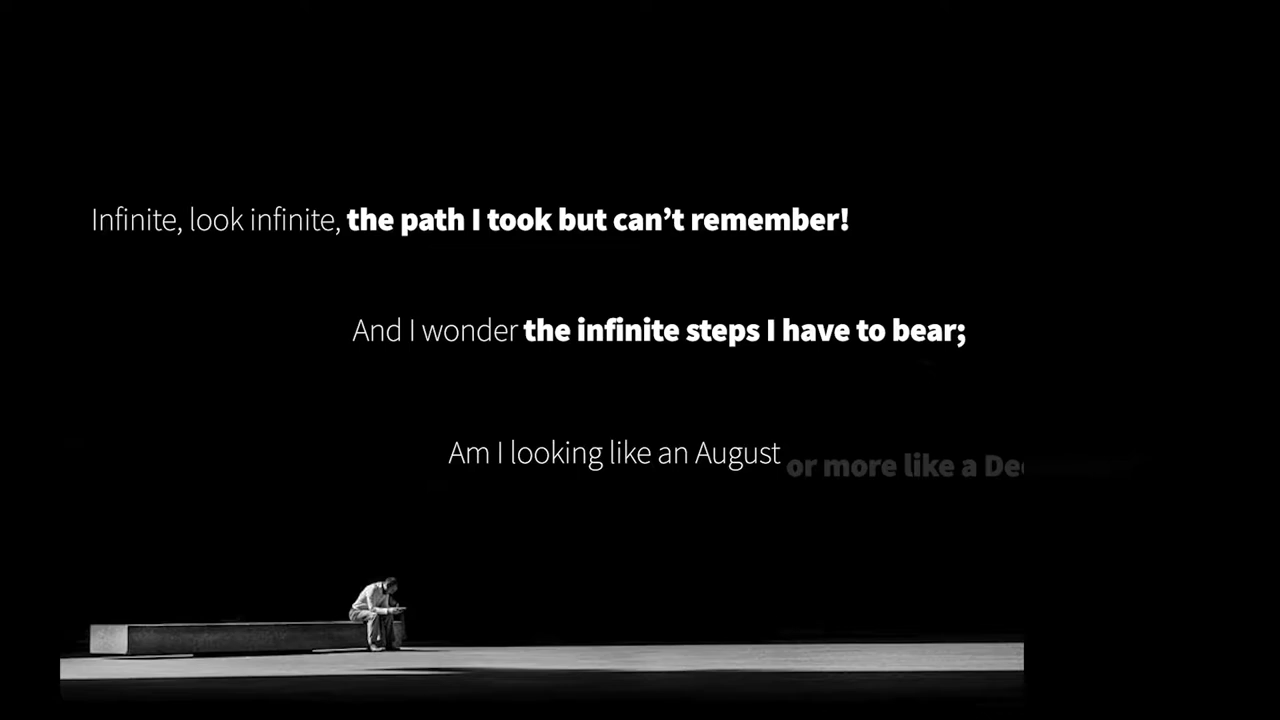 Infinite, look infinite, the path I took but can’t remember!
And I wonder the infinite steps I have to bear;
Am I looking like an August or more like a